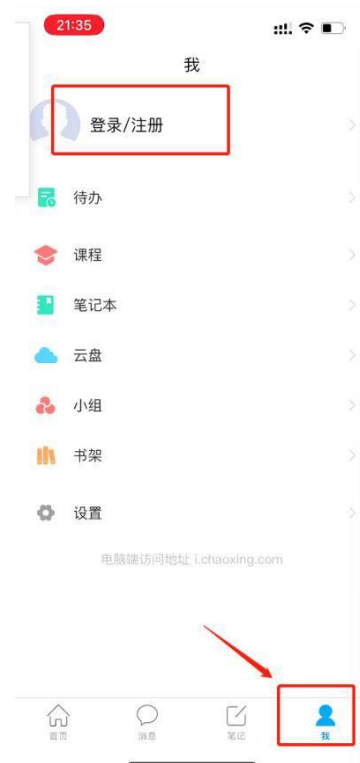 21:35
我
登录/注册
待办
课程
笔记本
云盘
小组
书架
设置
电脑端访问地址 i.chaoxing.com
首页 消息 笔记 我